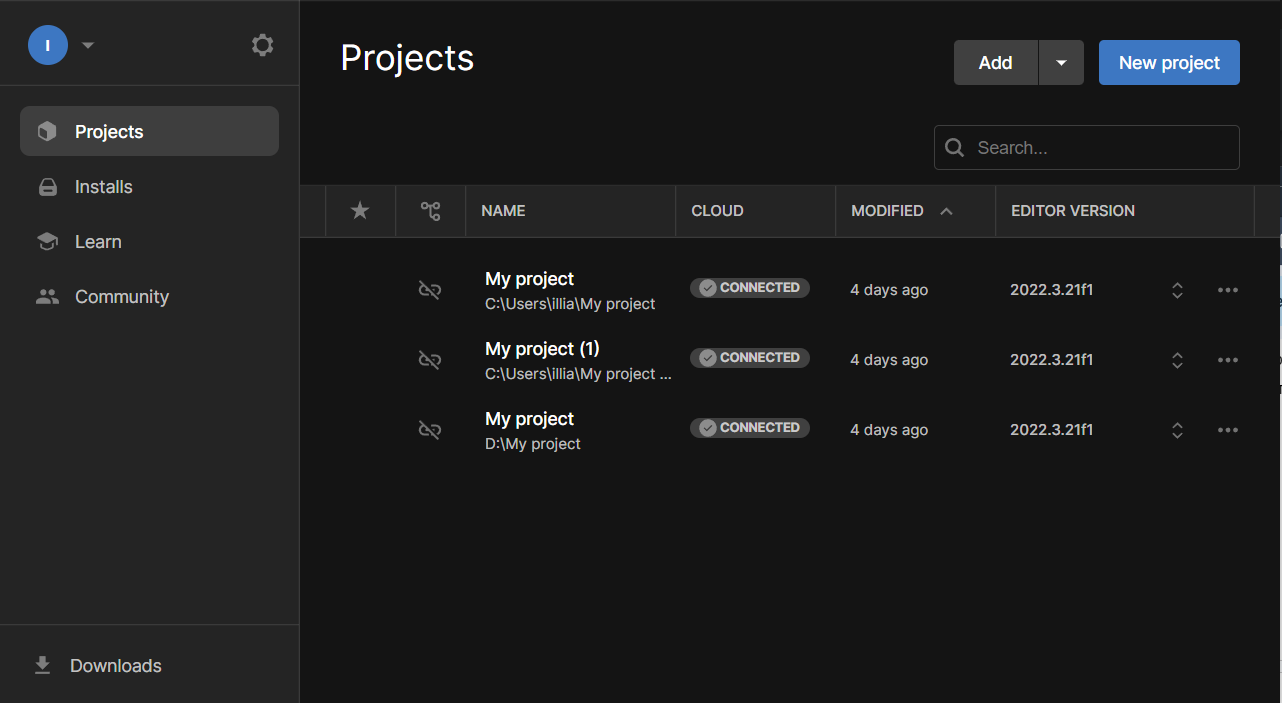 I
Projects
Installs
Learn
Community
Downloads
Projects
Add
New project
Search...
NAME CLOUD MODIFIED EDITOR VERSION
My project
C:\Users\illia\My project
CONNECTED 4 days ago 2022.3.21f1
My project (1)
C:\Users\illia\My project ...
CONNECTED 4 days ago 2022.3.21f1
My project
D:\My project
CONNECTED 4 days ago 2022.3.21f1